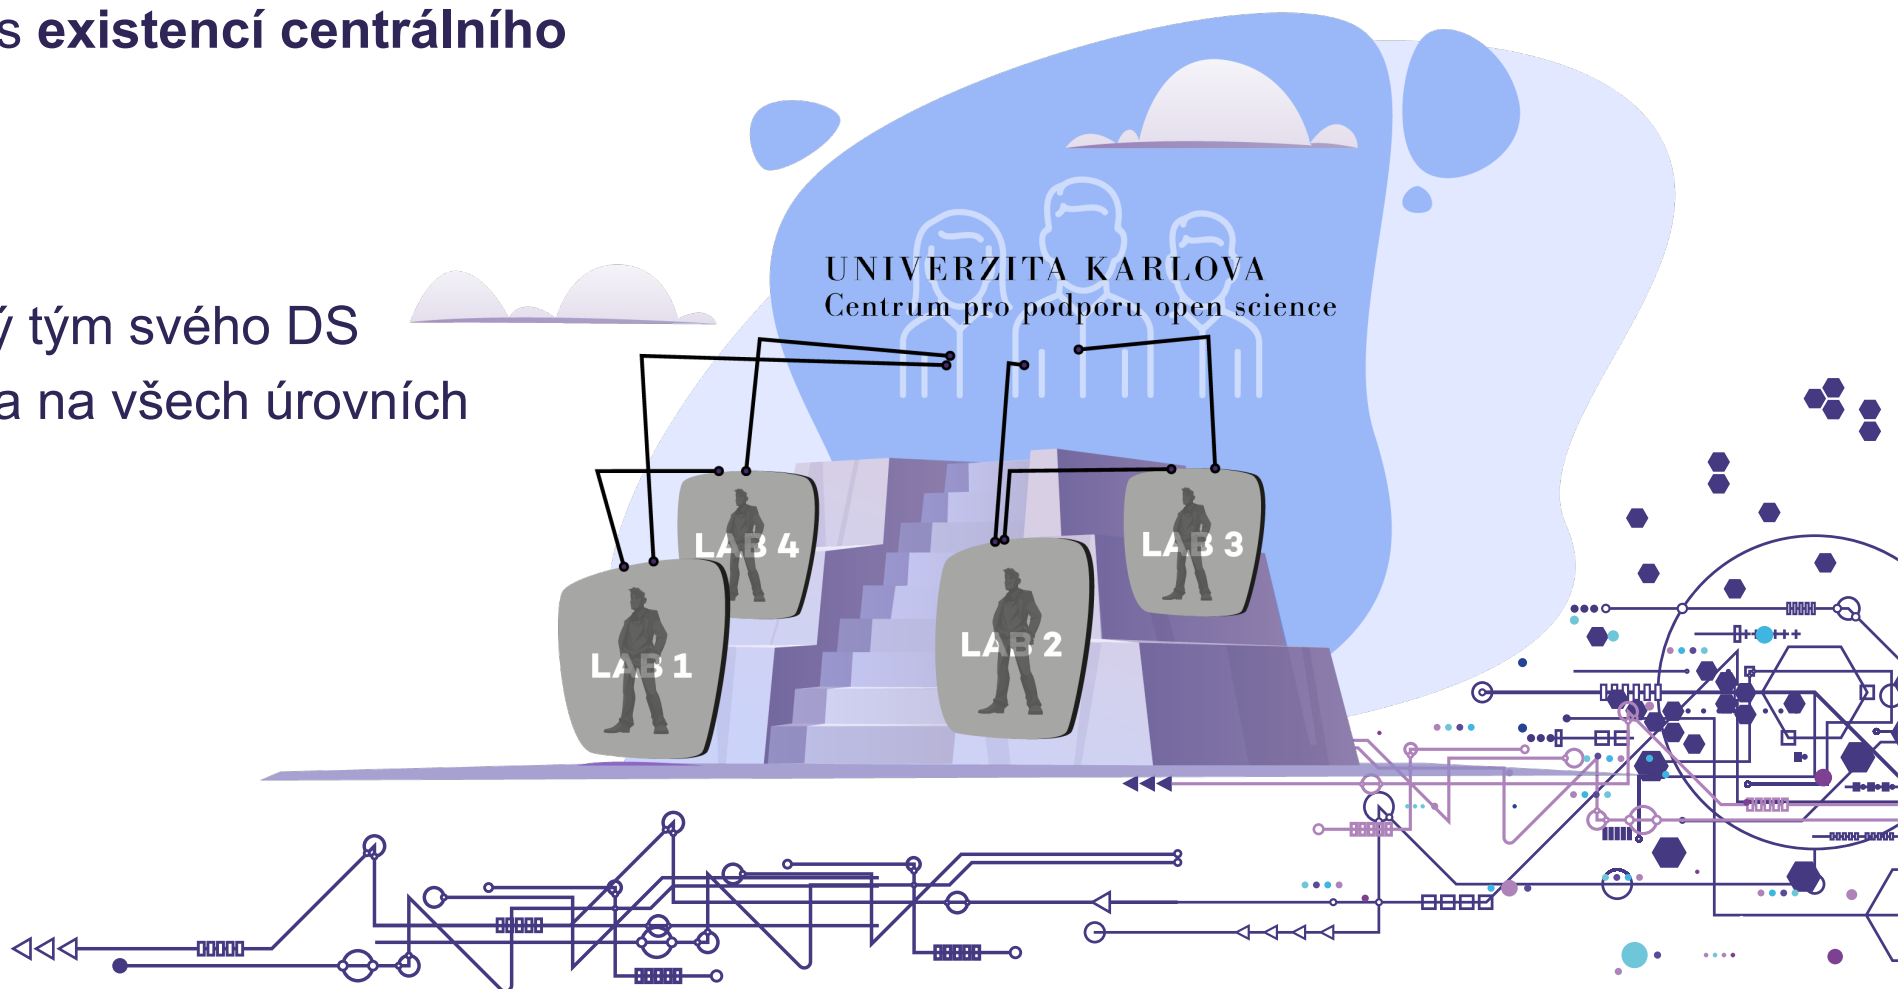 s existencí centrálního
UNIVERZITA KARLOVA
Centrum pro podporu open science
ý tým svého DS
a na všech úrovních
LAB 4
LAB 3
LAB 2
LAB 1